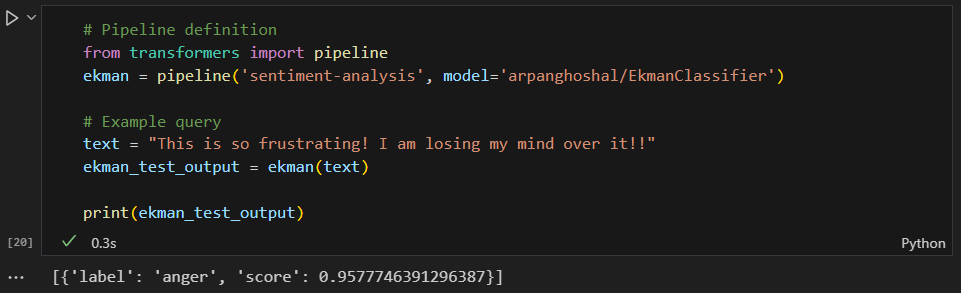 # Pipeline definition
from transformers import pipeline
ekman = pipeline('sentiment-analysis', model='arpanghoshal/EkmanClassifier')
# Example query
text = "This is so frustrating! I am losing my mind over it!!"
ekman_test_output = ekman(text)
print(ekman_test_output)
[20] 0.3s Python
[{'label': 'anger', 'score': 0.9577746391296387}]